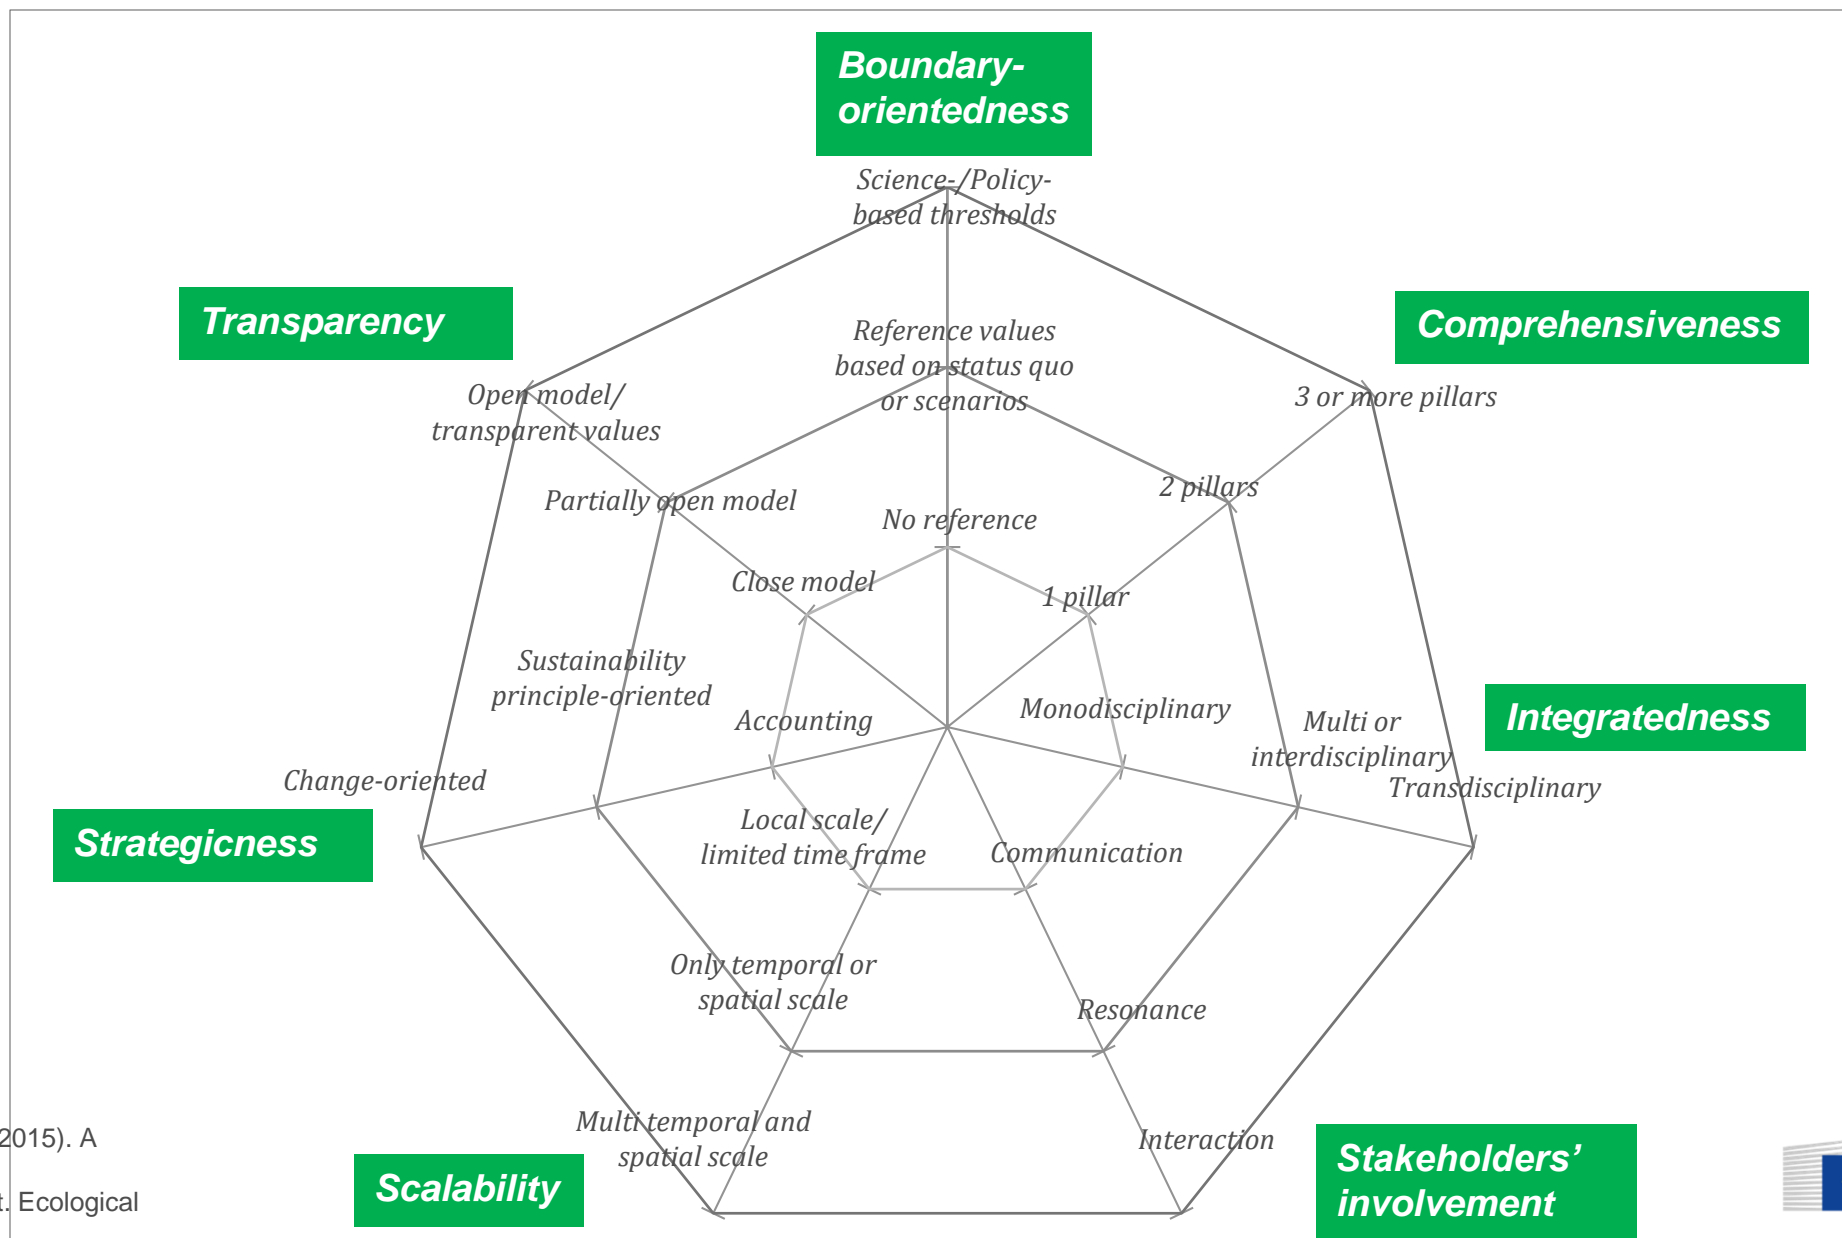 Boundary-
orientedness
Science-/Policy-
based thresholds
Transparency
Comprehensiveness
Reference values
based on status quo
or scenarios
Open model/
transparent values
3 or more pillars
Partially open model
2 pillars
No reference
Close model
1 pillar
Sustainability
principle-oriented
Accounting
Monodisciplinary
Multi or
interdisciplinary
Integratedness
Change-oriented
Transdisciplinary
Strategicness
Local scale/
limited time frame
Communication
Only temporal or
spatial scale
Resonance
Multi temporal and
spatial scale
Interaction
Scalability
Stakeholders’
involvement
2015). A
t. Ecological